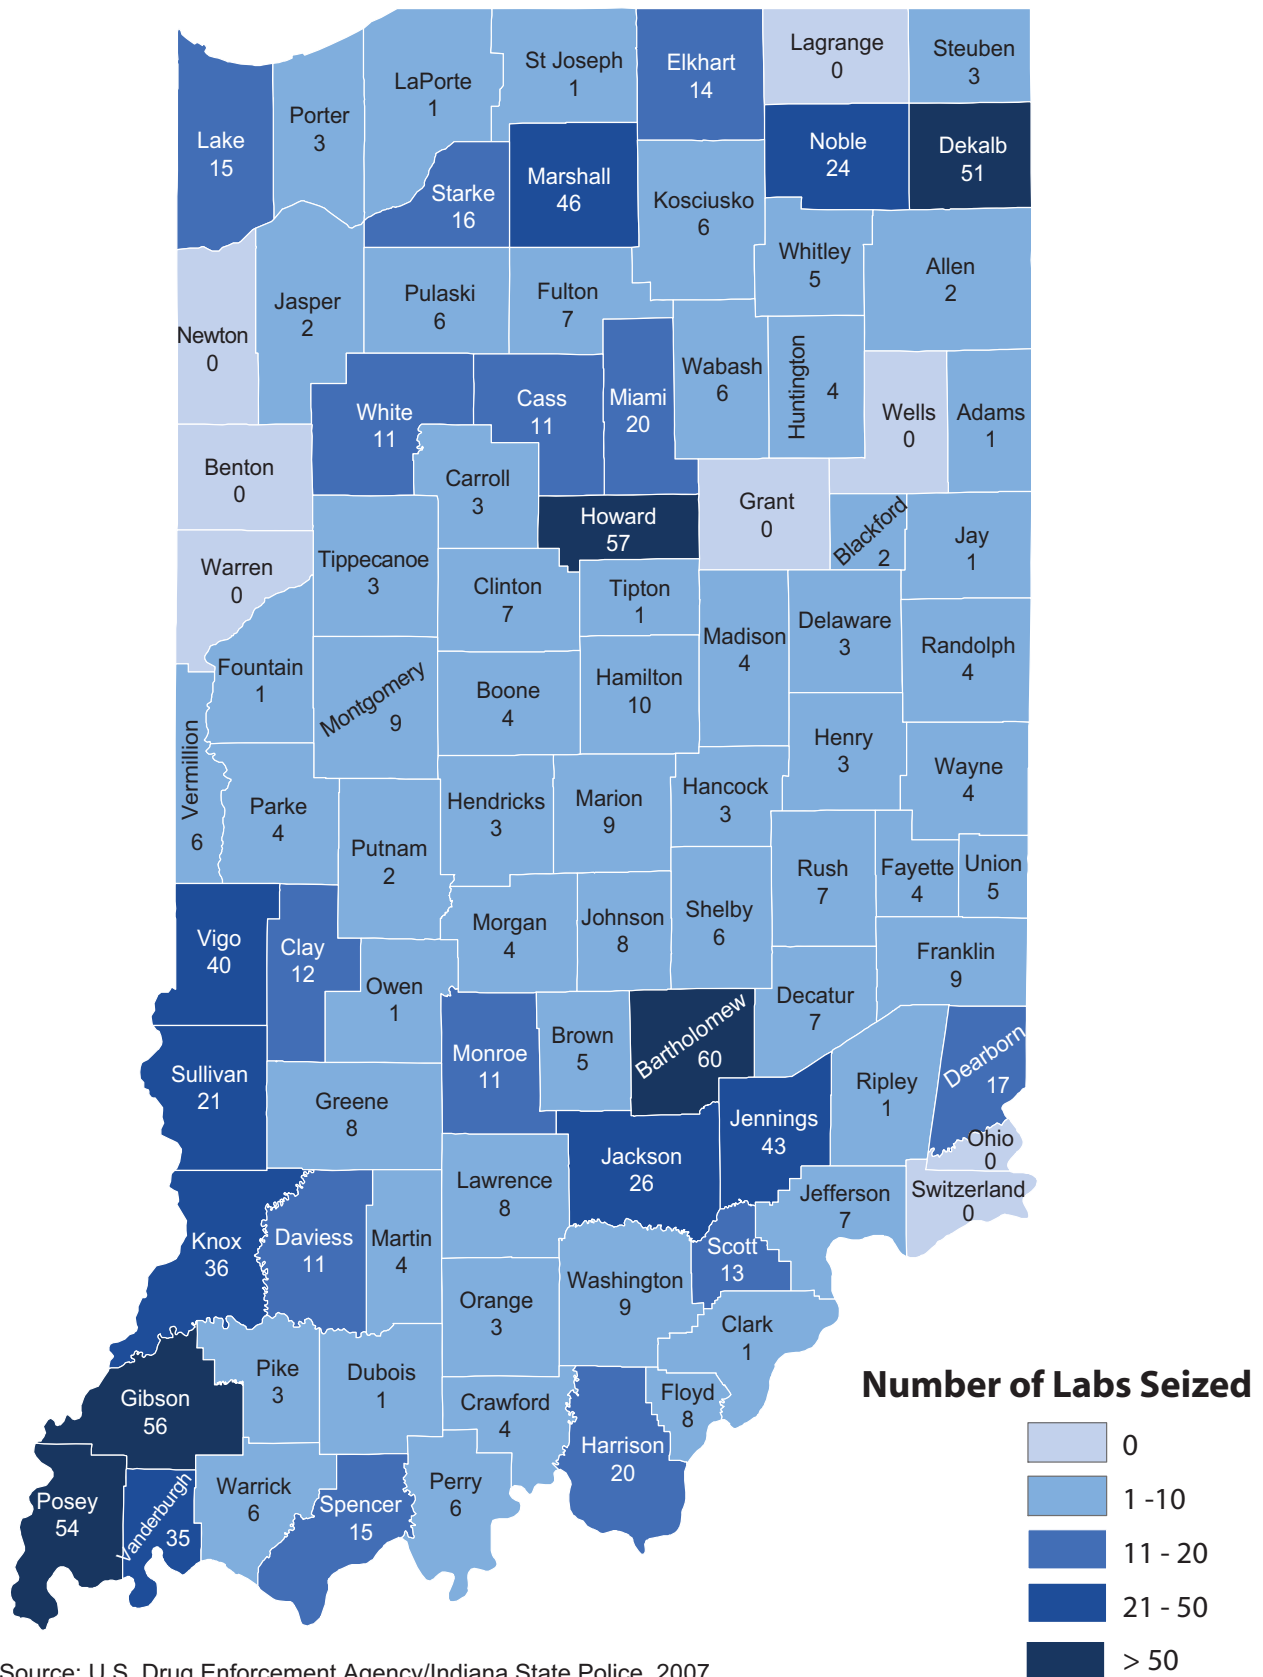 Lagrange
0
Steuben
3
St Joseph
1
Elkhart
14
LaPorte
1
Porter
3
Lake
15
Noble
24
Dekalb
51
Marshall
46
Starke
16
Kosciusko
6
Whitley
5
Allen
2
Jasper
2
Pulaski
6
Fulton
7
Newton
0
Wabash
6
Huntington
4
White
11
Cass
11
Miami
20
Wells
0
Adams
1
Benton
0
Carroll
3
Grant
0
Howard
57
Blackford
2
Jay
1
Warren
0
Tippecanoe
3
Clinton
7
Tipton
1
Madison
4
Delaware
3
Randolph
4
Fountain
1
Montgomery
9
Boone
4
Hamilton
10
Vermillion
6
Henry
3
Wayne
4
Parke
4
Hendricks
3
Marion
9
Hancock
3
Putnam
2
Rush
7
Fayette
4
Union
5
Vigo
40
Clay
12
Morgan
4
Johnson
8
Shelby
6
Franklin
9
Owen
1
Decatur
7
Monroe
11
Brown
5
Bartholomew
60
Dearborn
17
Sullivan
21
Greene
8
Ripley
1
Jennings
43
Ohio
0
Jackson
26
Lawrence
8
Jefferson
7
Switzerland
0
Knox
36
Daviess
11
Martin
4
Scott
13
Washington
9
Orange
3
Clark
1
Pike
3
Dubois
1
Gibson
56
Crawford
4
Floyd
8
Harrison
20
Posey
54
Vanderburgh
35
Warrick
6
Spencer
15
Perry
6
Number of Labs Seized
0
1 -10
11 - 20
21 - 50
> 50
Source: U.S. Drug Enforcement Agency/Indiana State Police, 2007